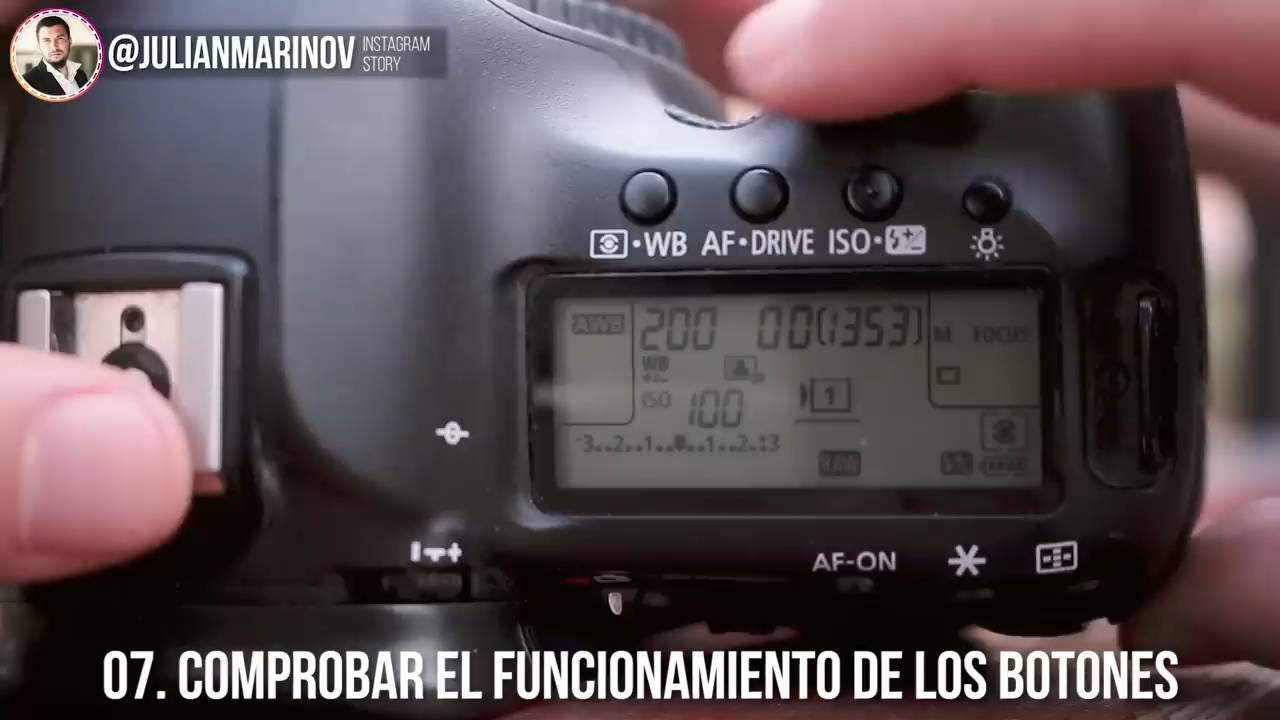 @JULIANMARINOV
INSTAGRAM
STORY
•WB AF•DRIVE ISO•
AWB 200 00(1353) M FOCUS
WB
+/-
1
ISO 100
-3..2..1..0..1..2.:3
RAW
AF-ON
07. COMPROBAR EL FUNCIONAMIENTO DE LOS BOTONES